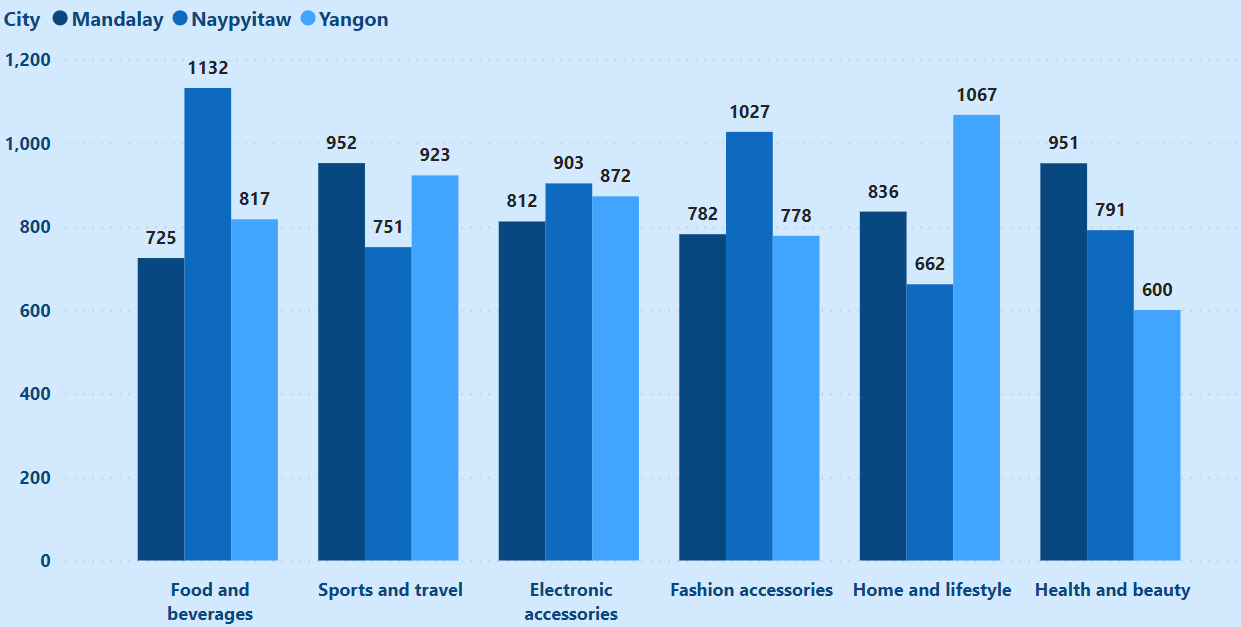 City Mandalay Naypyitaw Yangon
1,200
1,000
800
600
400
200
0
725 1132 817
952 751 923
812 903 872
782 1027 778
836 662 1067
951 791 600
Food and
beverages
Sports and travel
Electronic
accessories
Fashion accessories
Home and lifestyle
Health and beauty